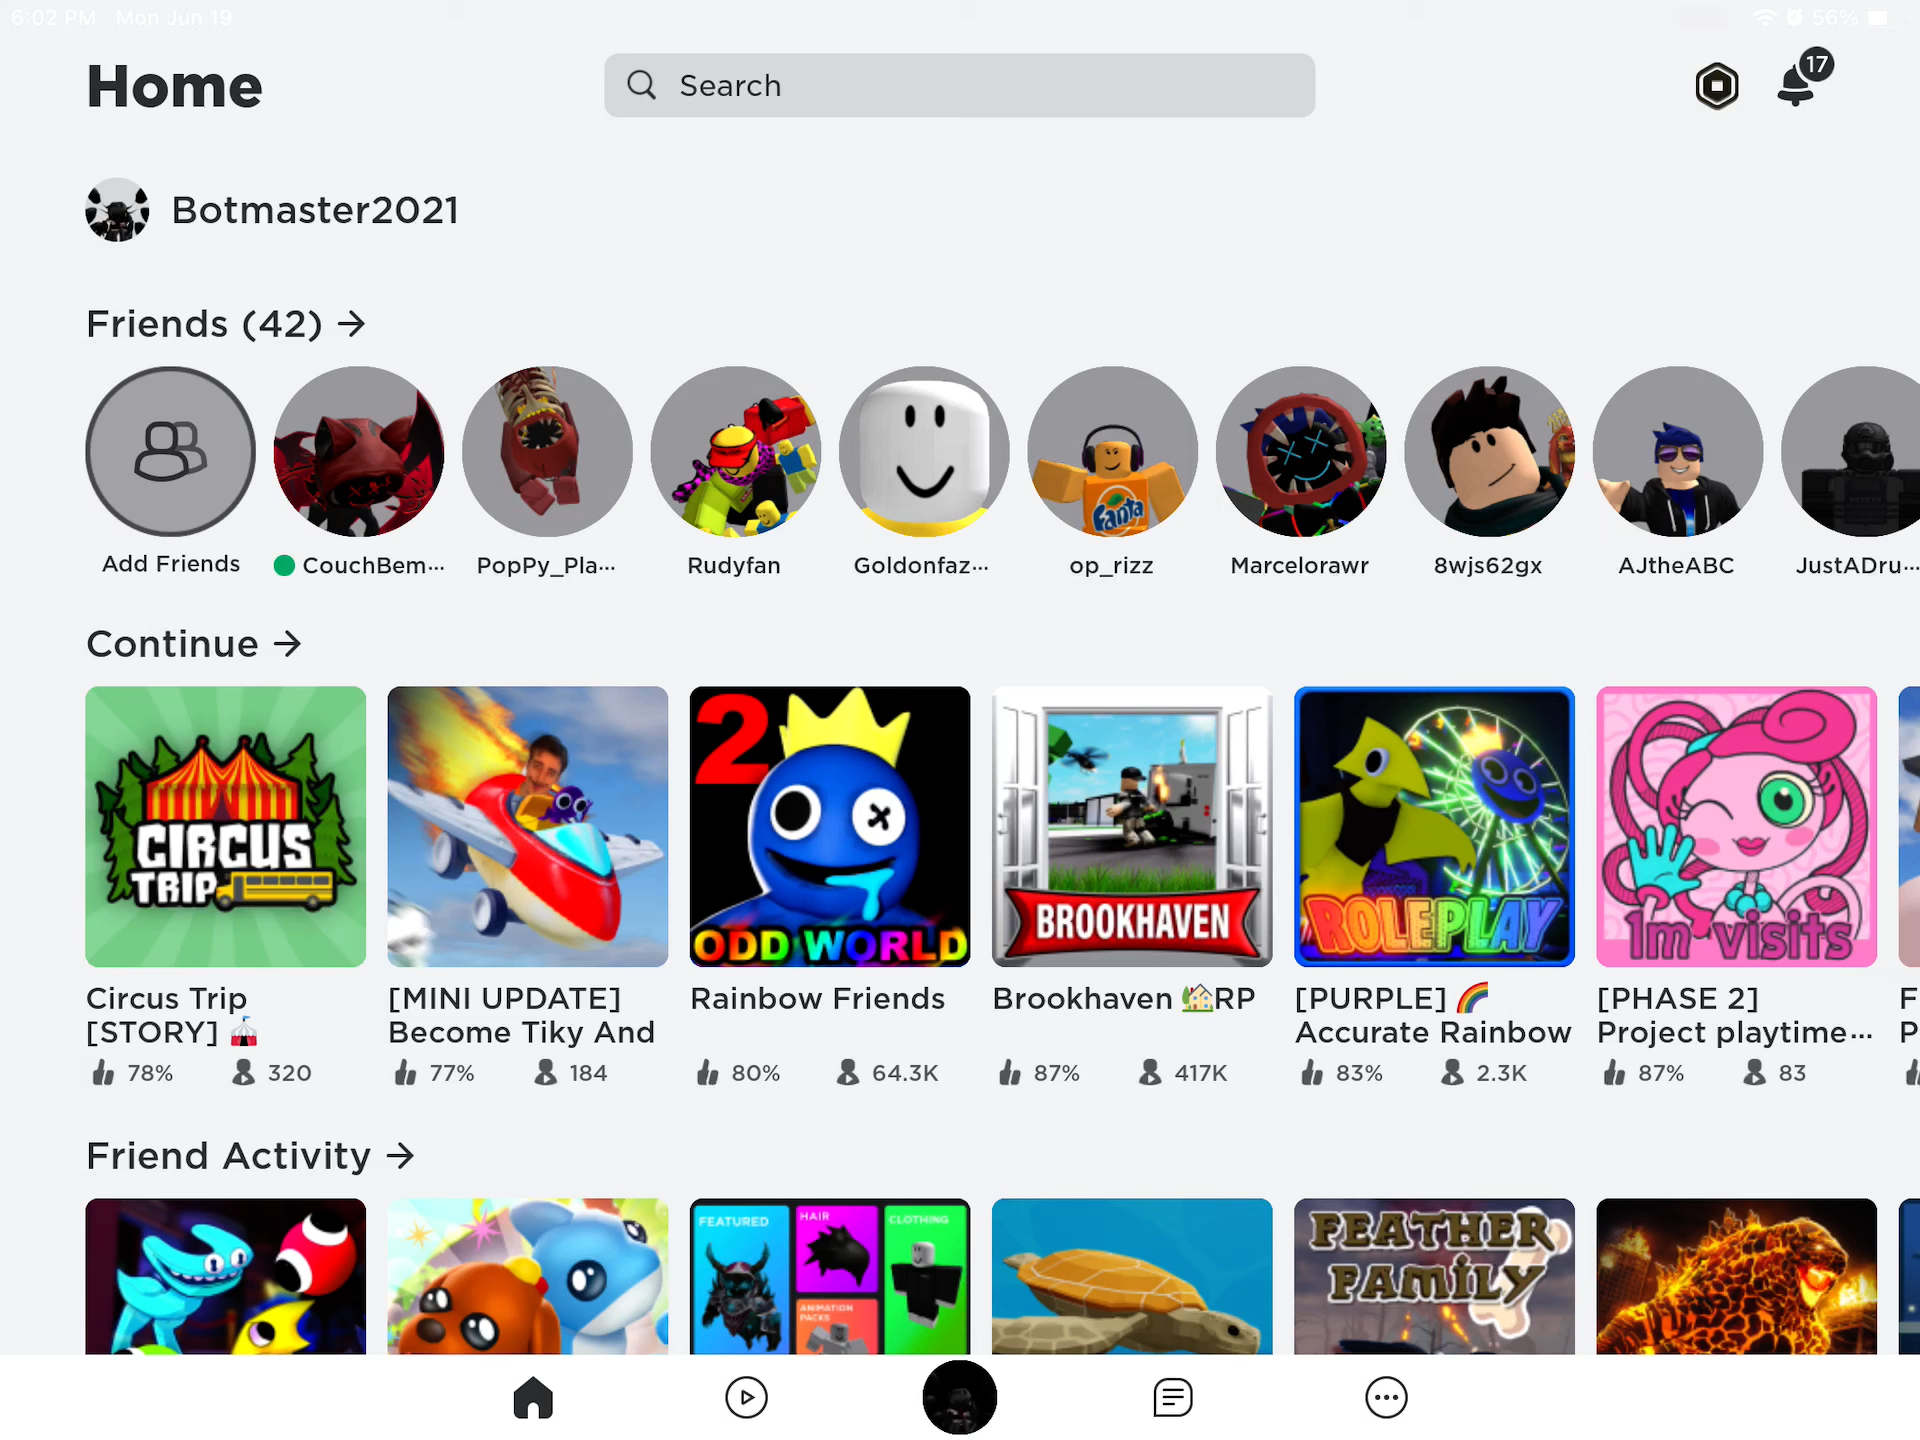 6:02 PM Mon Jun 19
56%
Home
Search
17
Botmaster2021
Friends (42) →
Add Friends
CouchBem...
PopPy_Pla...
Rudyfan
Goldonfaz...
op_rizz
Marcelorawr
8wjs62gx
AJtheABC
JustADru...
Fanta
Continue →
CIRCUS
TRIP
2
ODD WORLD
BROOKHAVEN
ROLEPLAY
1m visits
Circus Trip
[STORY] 🎪
[MINI UPDATE]
Become Tiky And
Rainbow Friends
Brookhaven 🏡RP
[PURPLE] 🌈
Accurate Rainbow
[PHASE 2]
Project playtime...
F
P
78% 320
77% 184
80% 64.3K
87% 417K
83% 2.3K
87% 83
Friend Activity →
FEATURED
HAIR
CLOTHING
ANIMATION
PACKS
FEATHER
FAMILY